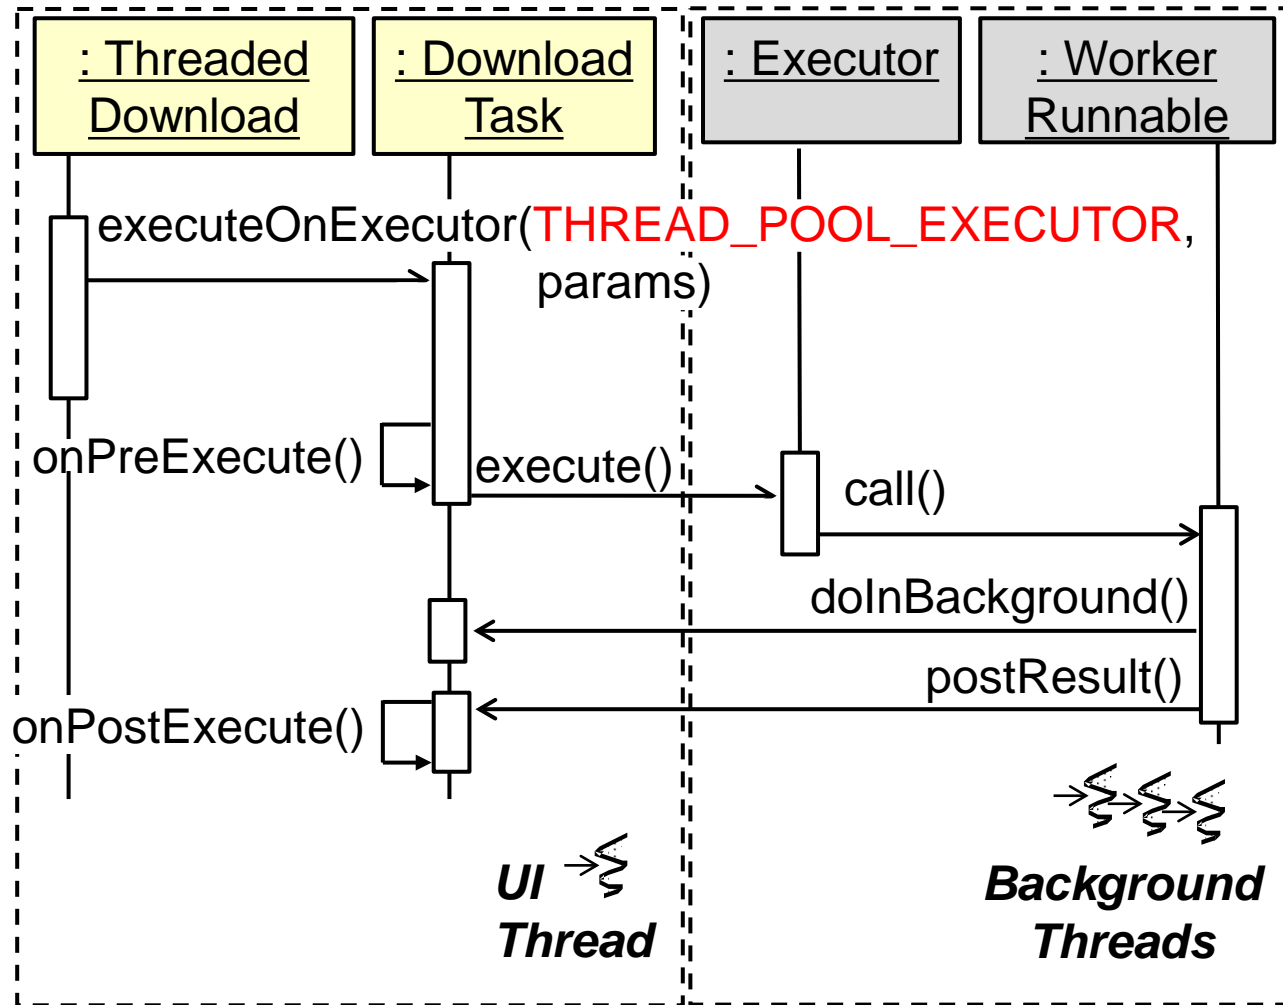 : Threaded
Download
: Download
Task
: Executor
: Worker
Runnable
executeOnExecutor(THREAD_POOL_EXECUTOR,
params)
onPreExecute()
execute()
call()
doInBackground()
postResult()
onPostExecute()
UI
Thread
Background
Threads